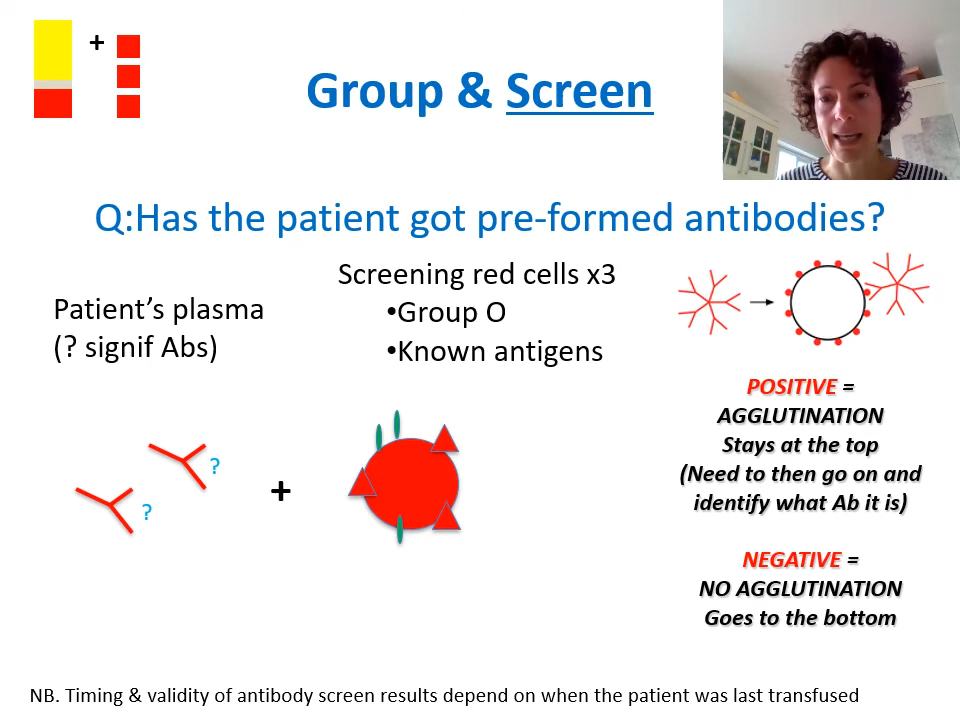 +
Group & Screen
Q:Has the patient got pre-formed antibodies?
Patient’s plasma
(? signif Abs)
Screening red cells x3
•Group O
•Known antigens
?
?
+
POSITIVE =
AGGLUTINATION
Stays at the top
(Need to then go on and
identify what Ab it is)
NEGATIVE =
NO AGGLUTINATION
Goes to the bottom
NB. Timing & validity of antibody screen results depend on when the patient was last transfused